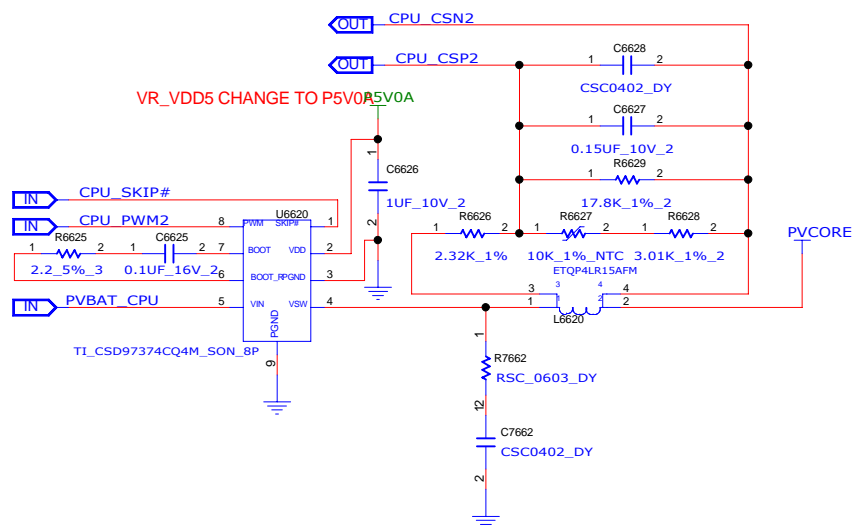 OUT CPU_CSN2
OUT CPU_CSP2
1 C6628 2
CSC0402_DY
VR_VDD5 CHANGE TO P5V0A
P5V0A
1 C6627 2
0.15UF_10V_2
1 C6626
1UF_10V_2
2
1 R6629 2
17.8K_1%_2
IN CPU_SKIP#
IN CPU_PWM2
U6620
8 PWM SKIP# 1
7 BOOT VDD 2
6 BOOT_R PGND 3
5 VIN VSW 4
PGND
9
TI_CSD97374CQ4M_SON_8P
1 R6625 2
2.2_5%_3
1 C6625 2
0.1UF_16V_2
IN PVBAT_CPU
1 R6626 2
2.32K_1%
1 R6627 2
10K_1%_NTC
1 R6628 2
3.01K_1%_2
PVCORE
ETQP4LR15AFM
3 3 4 4
1 1 2 2
L6620
1
R7662
RSC_0603_DY
2
1
C7662
CSC0402_DY
2